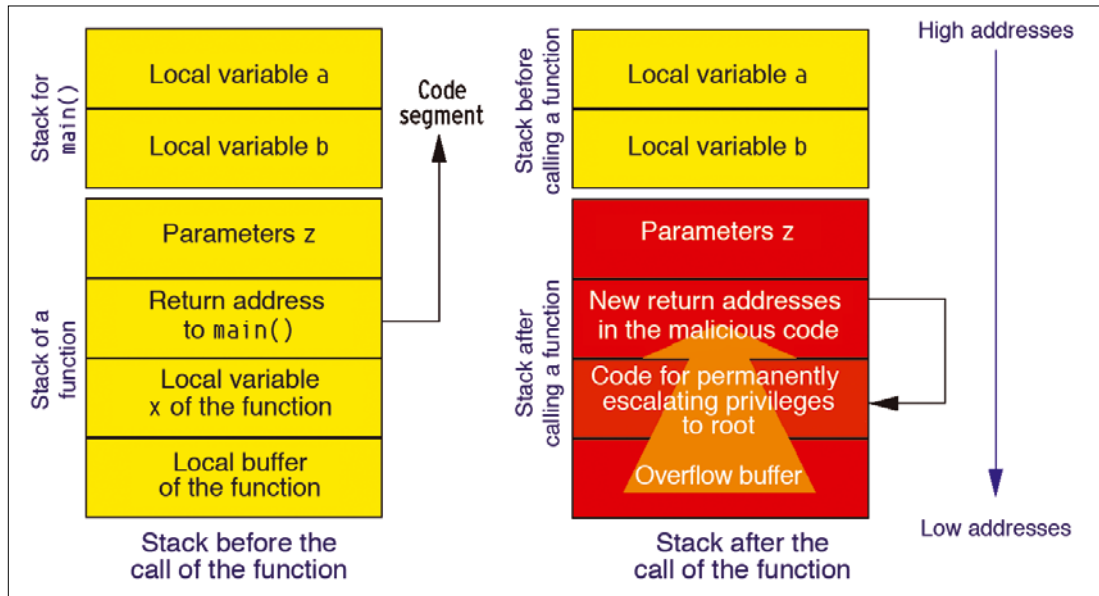 Stack for
main()
Local variable a
Local variable b
Code
segment
Stack of a
function
Parameters z
Return address
to main()
Local variable
x of the function
Local buffer
of the function
Stack before the
call of the function
Stack before
calling a function
Local variable a
Local variable b
Stack after
calling a function
Parameters z
New return addresses
in the malicious code
Code for permanently
escalating privileges
to root
Overflow buffer
Stack after the
call of the function
High addresses
Low addresses